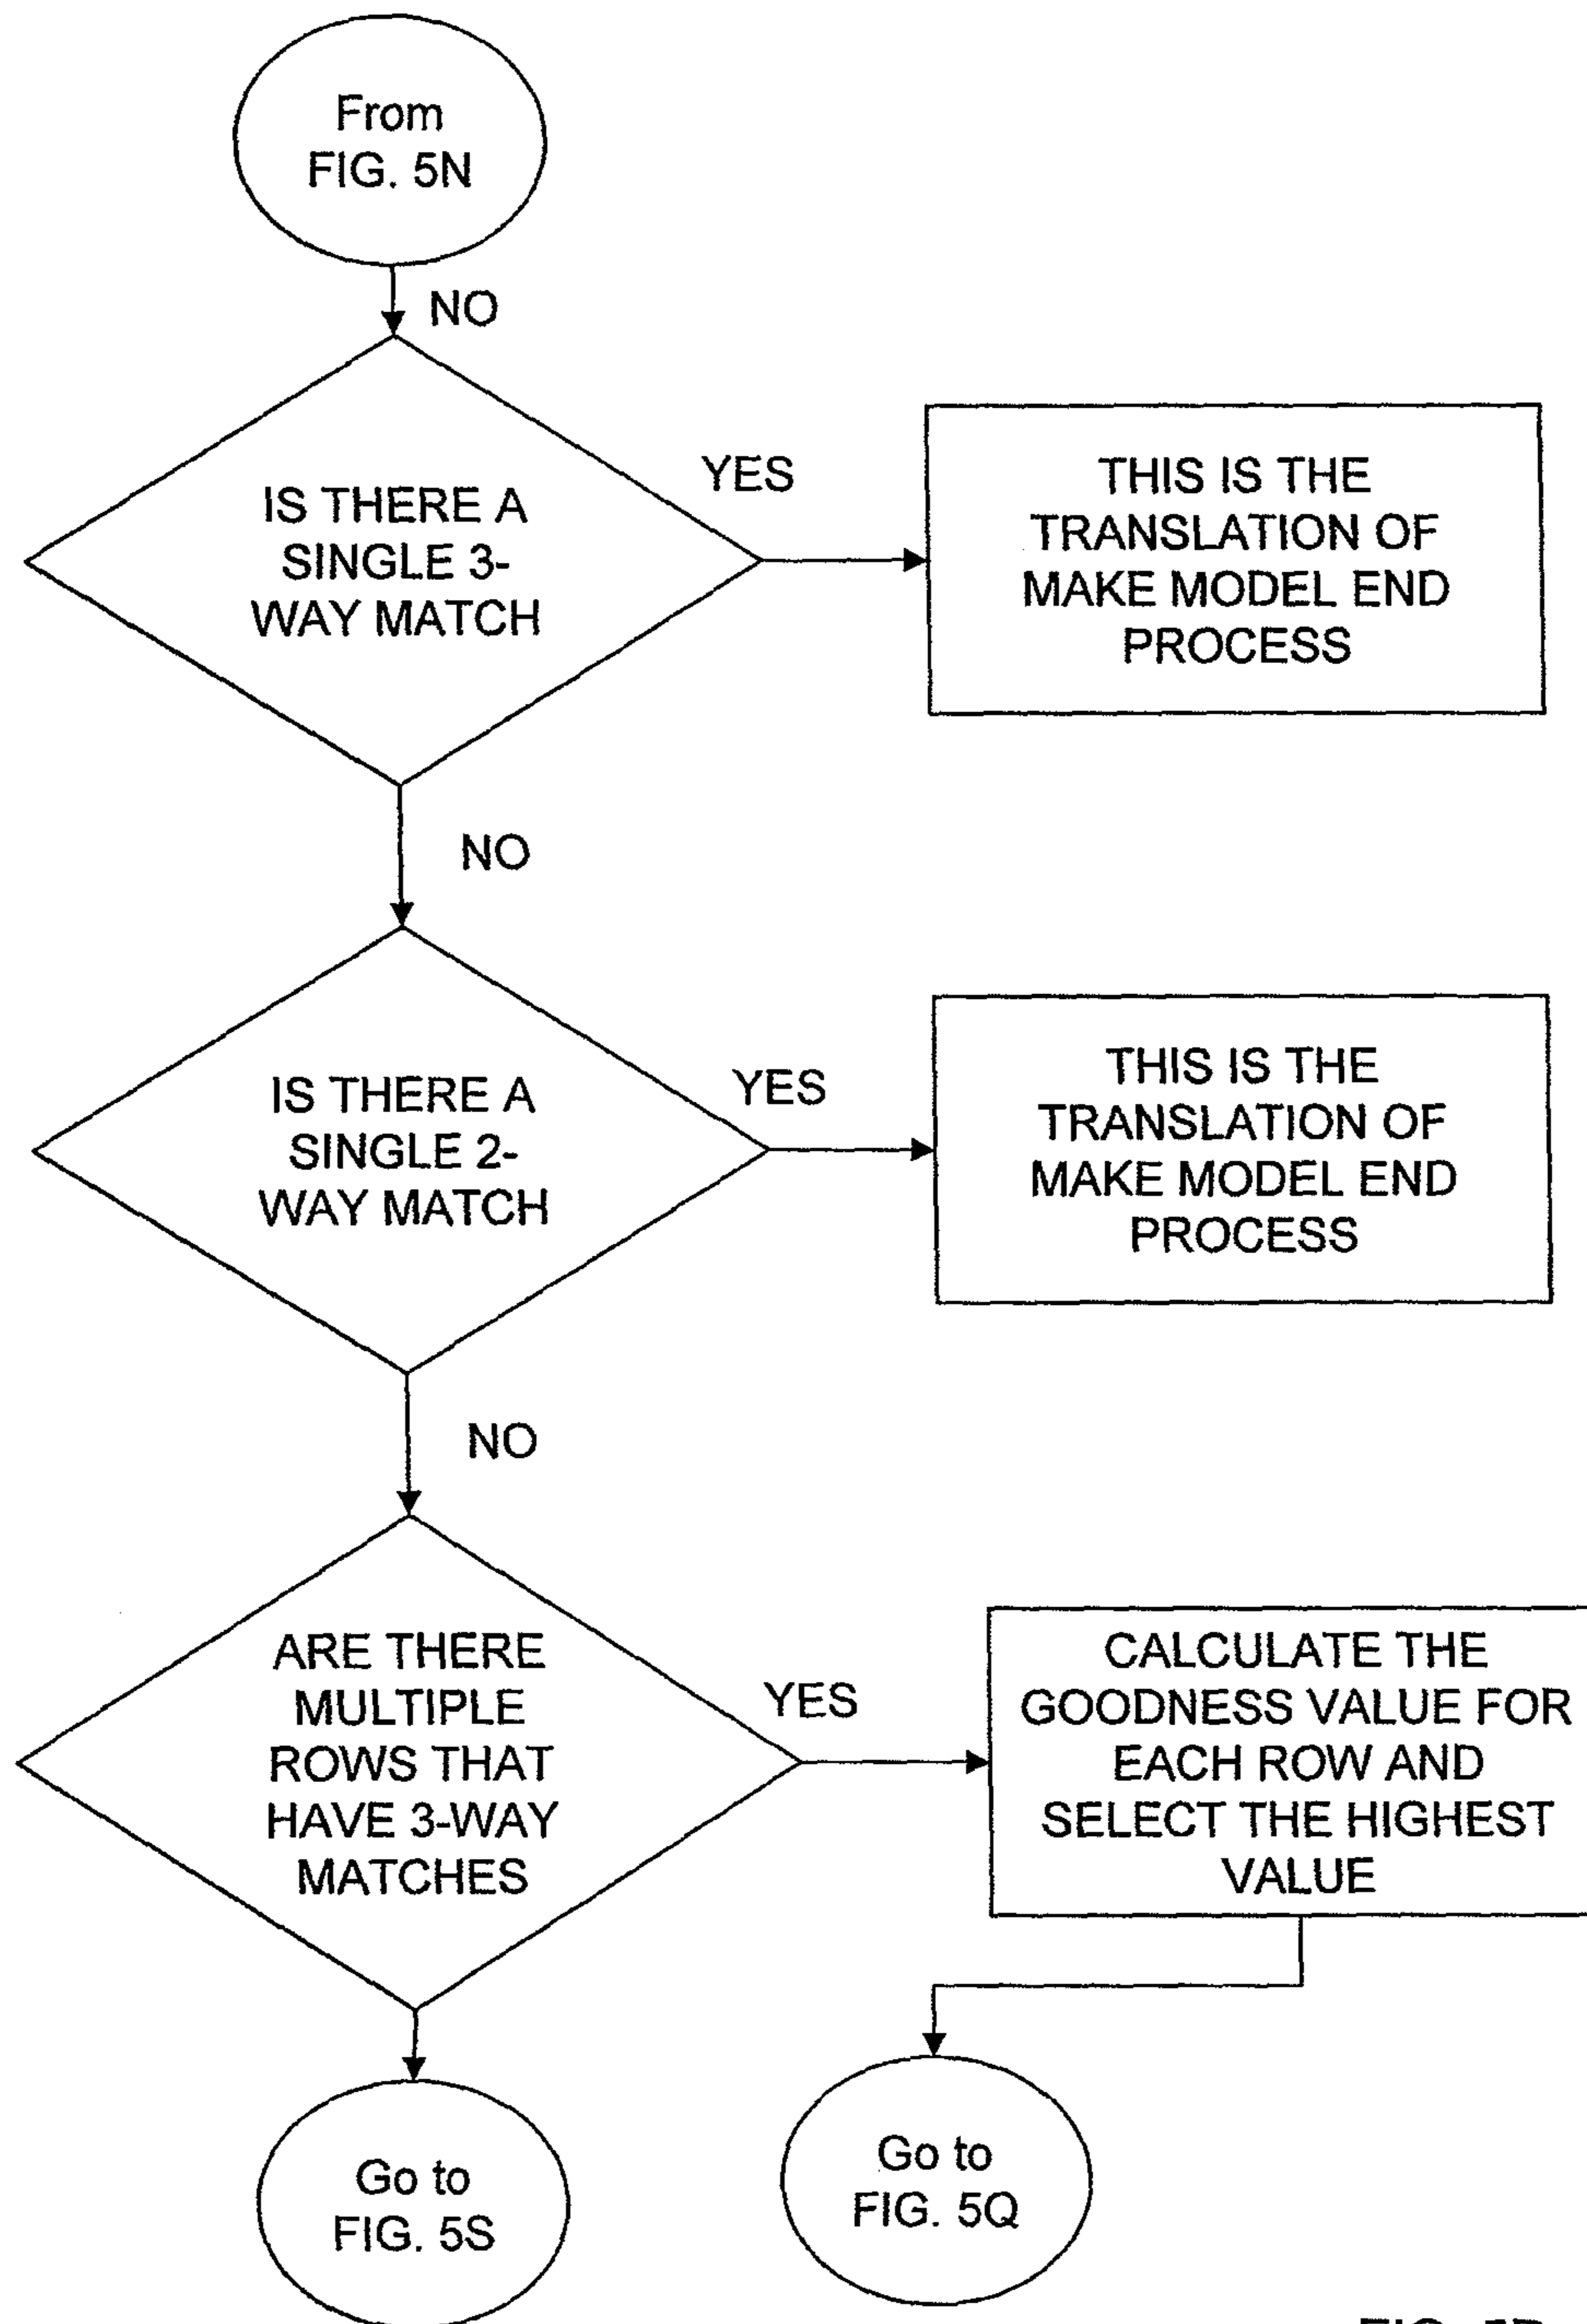 From
FIG. 5N
NO
IS THERE A
SINGLE 3-
WAY MATCH
YES
THIS IS THE
TRANSLATION OF
MAKE MODEL END
PROCESS
NO
IS THERE A
SINGLE 2-
WAY MATCH
YES
THIS IS THE
TRANSLATION OF
MAKE MODEL END
PROCESS
NO
ARE THERE
MULTIPLE
ROWS THAT
HAVE 3-WAY
MATCHES
YES
CALCULATE THE
GOODNESS VALUE FOR
EACH ROW AND
SELECT THE HIGHEST
VALUE
Go to
FIG. 5S
Go to
FIG. 5Q
FIG.